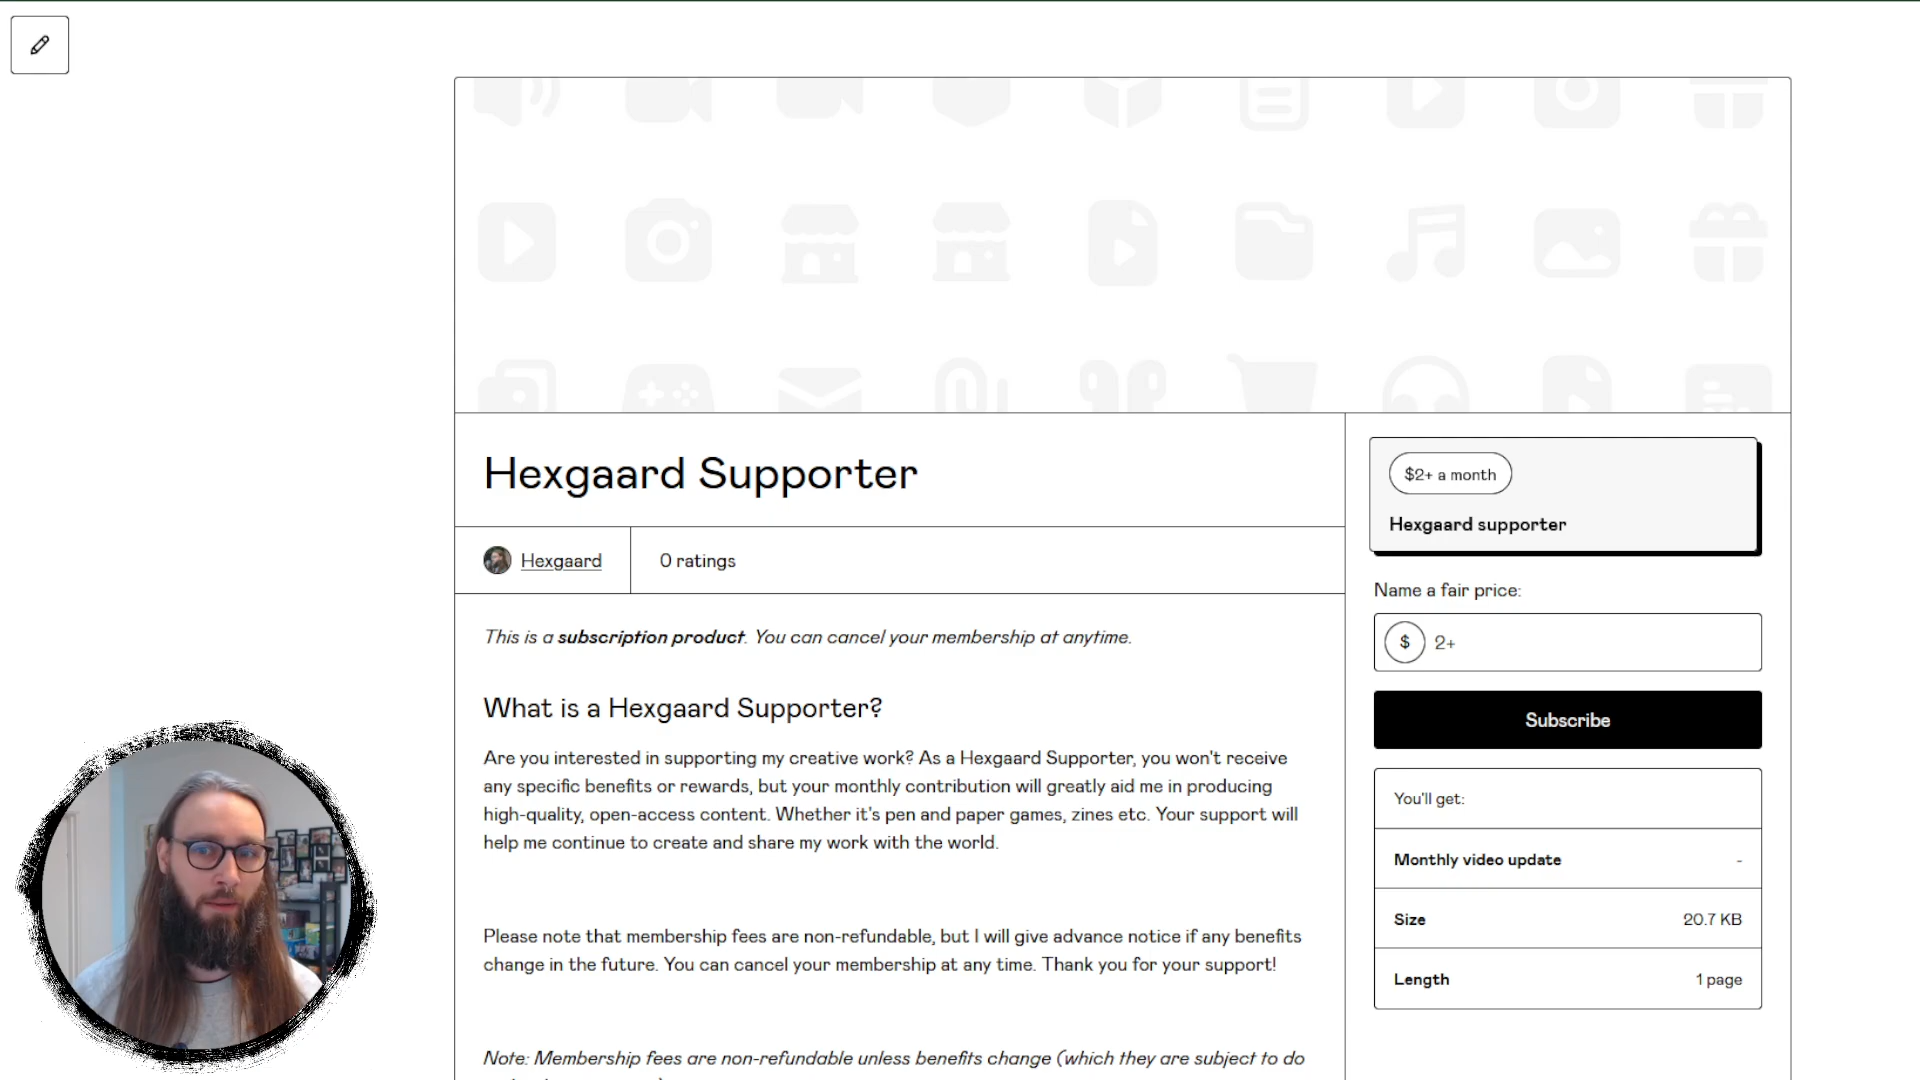 Hexgaard Supporter
Hexgaard
0 ratings
This is a subscription product. You can cancel your membership at anytime.
What is a Hexgaard Supporter?
Are you interested in supporting my creative work? As a Hexgaard Supporter, you won't receive
any specific benefits or rewards, but your monthly contribution will greatly aid me in producing
high-quality, open-access content. Whether it's pen and paper games, zines etc. Your support will
help me continue to create and share my work with the world.
Please note that membership fees are non-refundable, but I will give advance notice if any benefits
change in the future. You can cancel your membership at any time. Thank you for your support!
Note: Membership fees are non-refundable unless benefits change (which they are subject to do
$2+ a month
Hexgaard supporter
Name a fair price:
$ 2+
Subscribe
You'll get:
Monthly video update -
Size 20.7 KB
Length 1 page